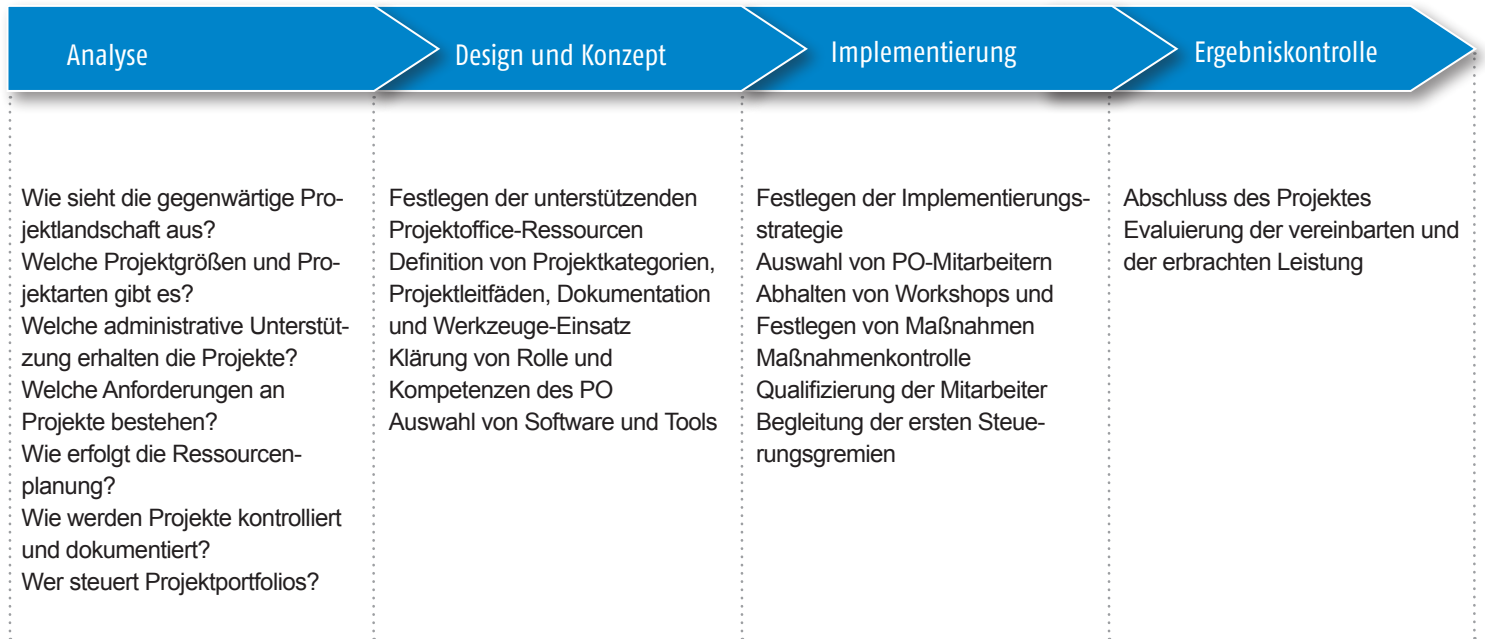 Analyse
Design und Konzept
Implementierung
Ergebniskontrolle
Wie sieht die gegenwärtige Pro-
jektlandschaft aus?
Welche Projektgrößen und Pro-
jektarten gibt es?
Welche administrative Unterstüt-
zung erhalten die Projekte?
Welche Anforderungen an
Projekte bestehen?
Wie erfolgt die Ressourcen-
planung?
Wie werden Projekte kontrolliert
und dokumentiert?
Wer steuert Projektportfolios?
Festlegen der unterstützenden
Projektoffice-Ressourcen
Definition von Projektkategorien,
Projektleitfäden, Dokumentation
und Werkzeuge-Einsatz
Klärung von Rolle und
Kompetenzen des PO
Auswahl von Software und Tools
Festlegen der Implementierungs-
strategie
Auswahl von PO-Mitarbeitern
Abhalten von Workshops und
Festlegen von Maßnahmen
Maßnahmenkontrolle
Qualifizierung der Mitarbeiter
Begleitung der ersten Steue-
rungsgremien
Abschluss des Projektes
Evaluierung der vereinbarten und
der erbrachten Leistung